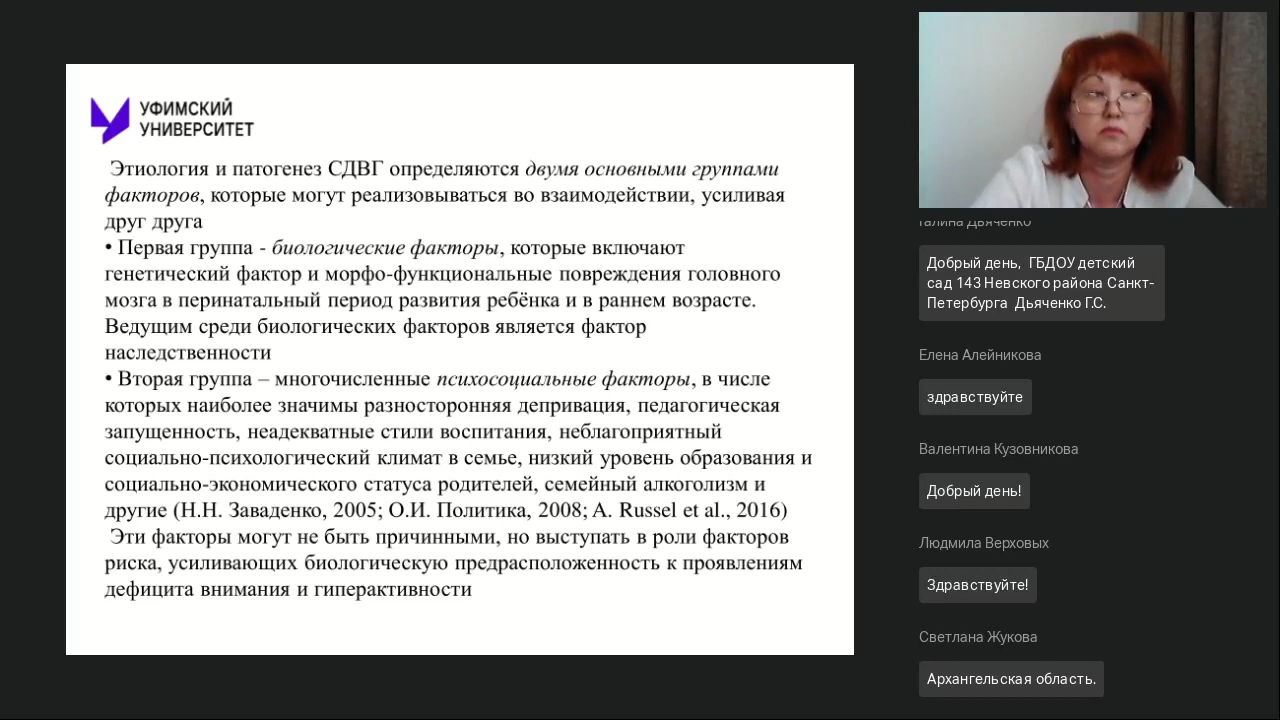 УФИМСКИЙ
УНИВЕРСИТЕТ
Этиология и патогенез СДВГ определяются двумя основными группами
факторов, которые могут реализовываться во взаимодействии, усиливая
друг друга
• Первая группа - биологические факторы, которые включают
генетический фактор и морфо-функциональные повреждения головного
мозга в перинатальный период развития ребёнка и в раннем возрасте.
Ведущим среди биологических факторов является фактор
наследственности
• Вторая группа – многочисленные психосоциальные факторы, в числе
которых наиболее значимы разносторонняя депривация, педагогическая
запущенность, неадекватные стили воспитания, неблагоприятный
социально-психологический климат в семье, низкий уровень образования и
социально-экономического статуса родителей, семейный алкоголизм и
другие (Н.Н. Заваденко, 2005; О.И. Политика, 2008; A. Russel et al., 2016)
Эти факторы могут не быть причинными, но выступать в роли факторов
риска, усиливающих биологическую предрасположенность к проявлениям
дефицита внимания и гиперактивности
Галина Дьяченко
Добрый день, ГБДОУ детский
сад 143 Невского района Санкт-
Петербурга Дьяченко Г.С.
Елена Алейникова
здравствуйте
Валентина Кузовникова
Добрый день!
Людмила Верховых
Здравствуйте!
Светлана Жукова
Архангельская область.